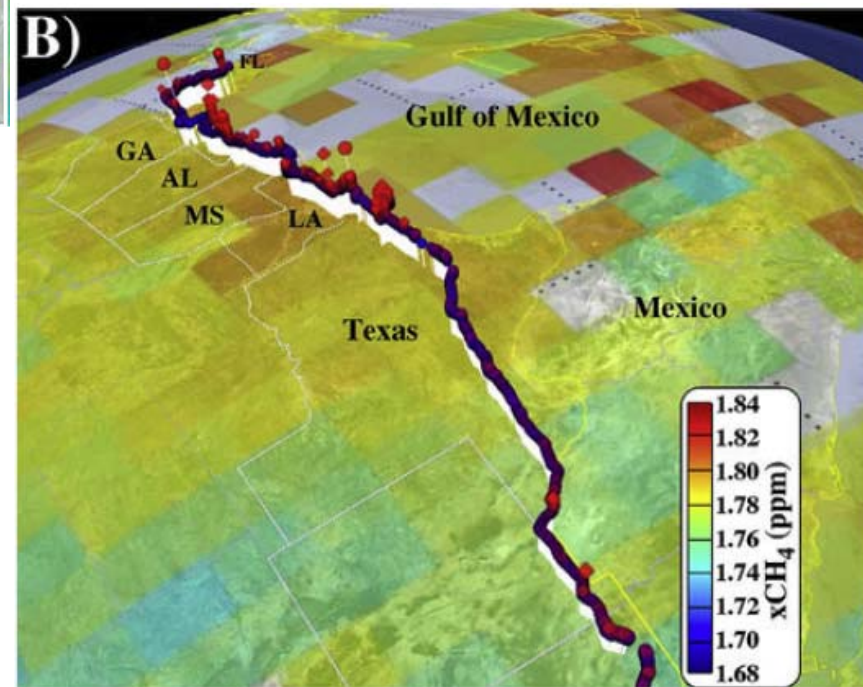 B)
FL
Gulf of Mexico
GA
AL
MS
LA
Texas
Mexico
1.84
1.82
1.80
1.78
1.76
1.74
1.72
1.70
1.68
xCH₄ (ppm)